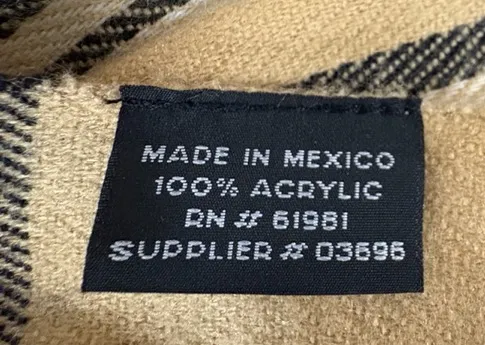 MADE IN MEXICO
100% ACRYLIC
RN # 61981
SUPPLIER # 03696